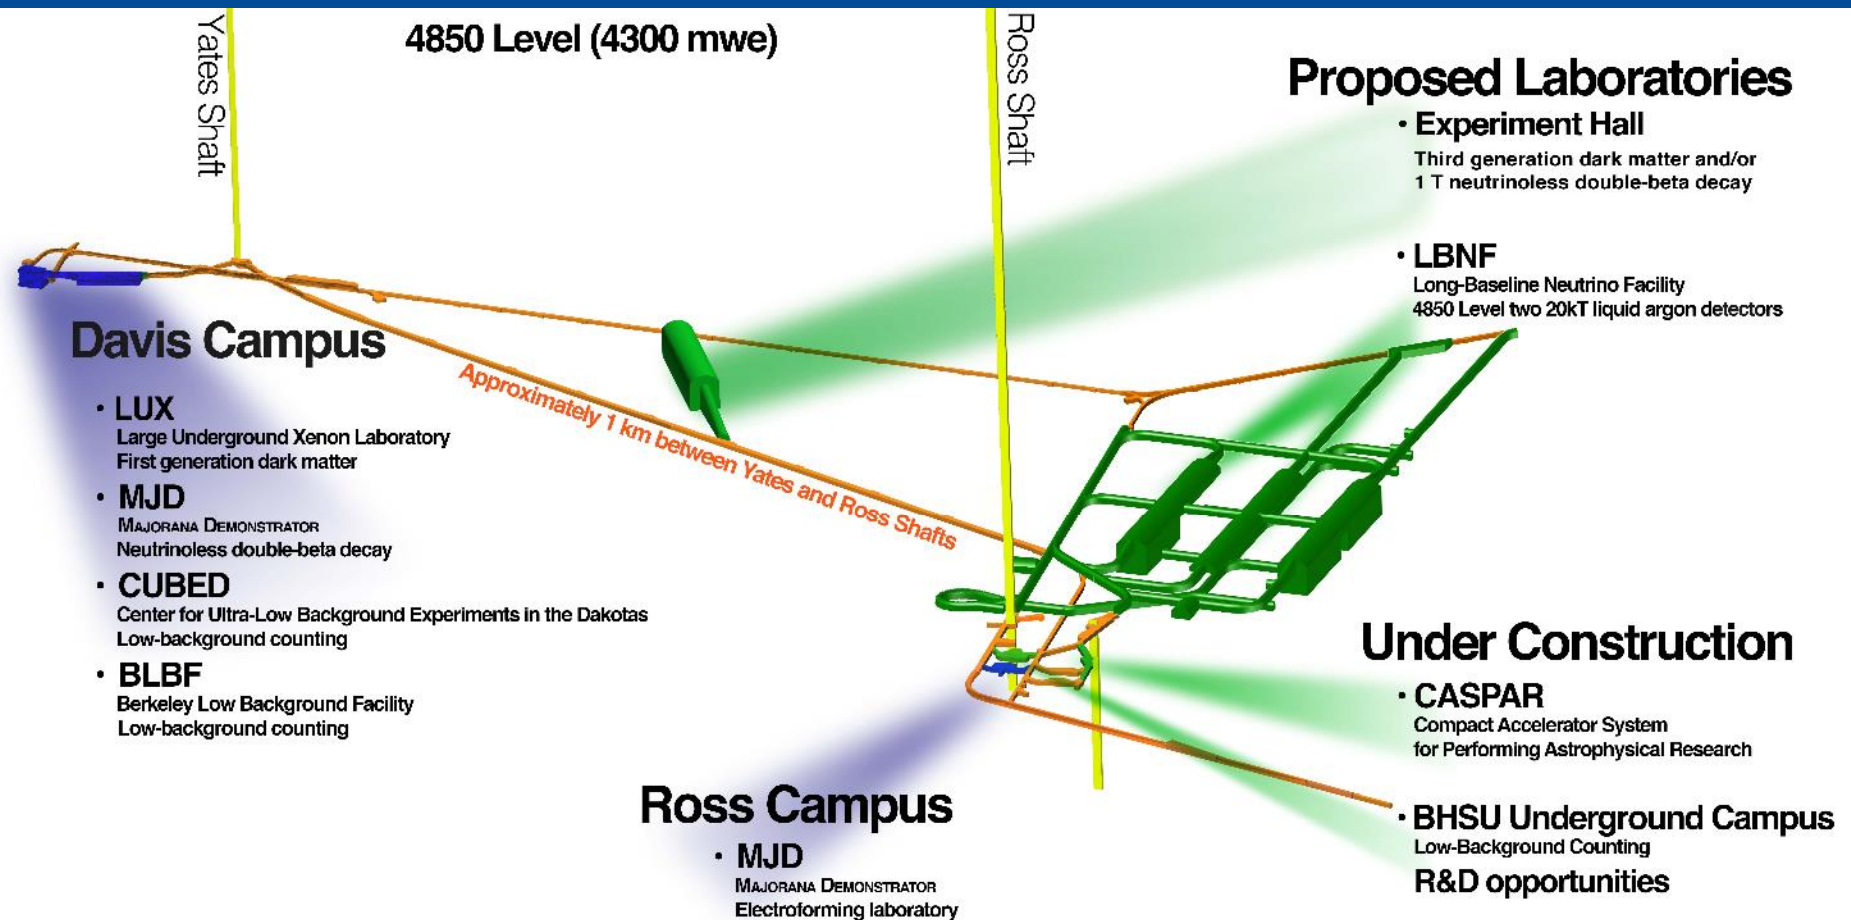 4850 Level (4300 mwe)
Yates Shaft
Ross Shaft
Proposed Laboratories
• Experiment Hall
Third generation dark matter and/or
1 T neutrinoless double-beta decay
• LBNF
Long-Baseline Neutrino Facility
4850 Level two 20kT liquid argon detectors
Davis Campus
• LUX
Large Underground Xenon Laboratory
First generation dark matter
• MJD
MAJORANA DEMONSTRATOR
Neutrinoless double-beta decay
• CUBED
Center for Ultra-Low Background Experiments in the Dakotas
Low-background counting
• BLBF
Berkeley Low Background Facility
Low-background counting
Approximately 1 km between Yates and Ross Shafts
Ross Campus
• MJD
MAJORANA DEMONSTRATOR
Electroforming laboratory
Under Construction
• CASPAR
Compact Accelerator System
for Performing Astrophysical Research
• BHSU Underground Campus
Low-Background Counting
R&D opportunities